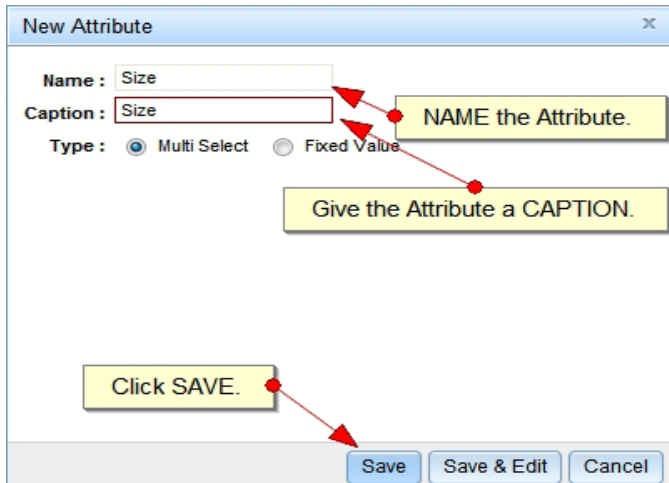 New Attribute x
Name : Size
NAME the Attribute.
Caption : Size
Type : Multi Select Fixed Value
Give the Attribute a CAPTION.
Click SAVE.
Save Save & Edit Cancel